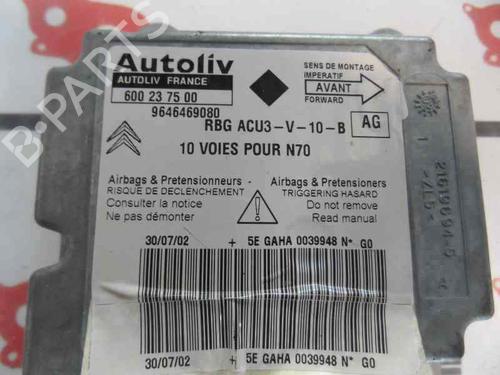 Autoliv
AUTOLIV FRANCE
600 23 75 00
9646469080
SENS DE MONTAGE
IMPERATIF
AVANT
FORWARD
RBG ACU3-V-10-B
AG
10 VOIES POUR N70
Airbags & Pretensionneurs
RISQUE DE DECLENCHEMENT
Consulter la notice
Ne pas démonter
Airbags & Pretensioners
TRIGGERING HASARD
Do not remove
Read manual
30/07/02 + 5E GAHA 0039948 N* G0
30/07/02 + 5E GAHA 0039948 N* G0